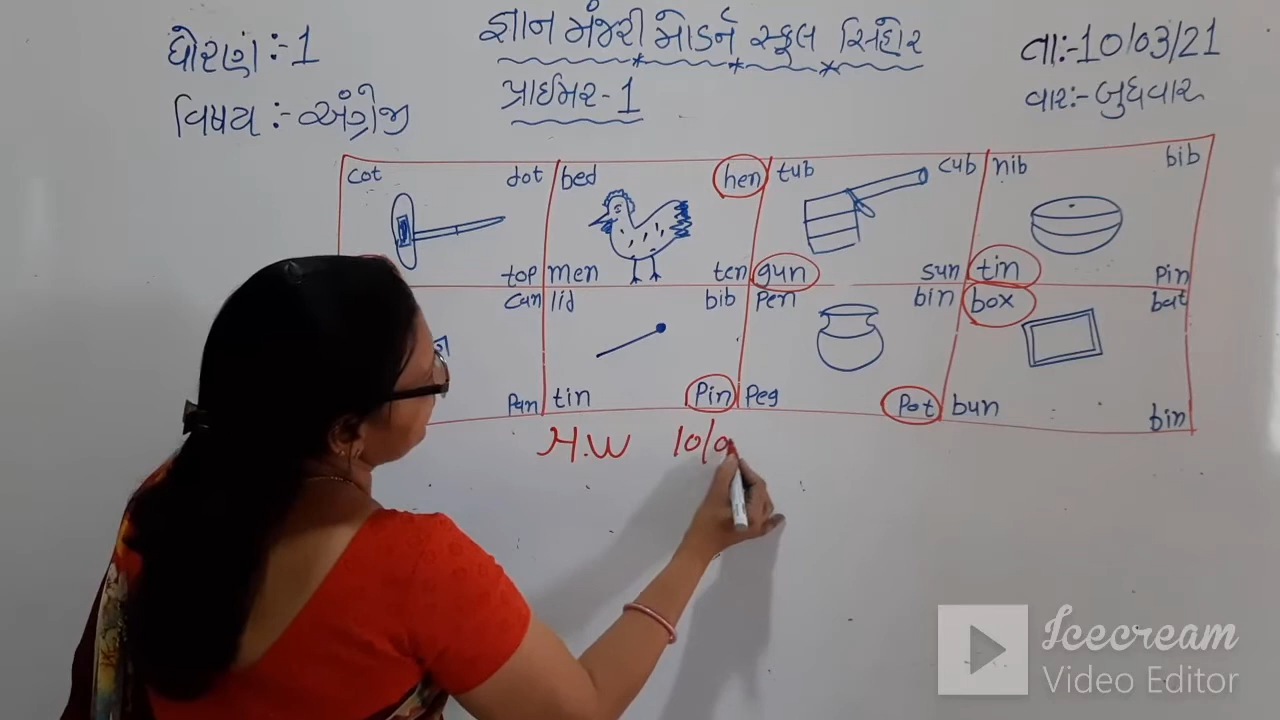 ધોરણ :- 1
જ્ઞાન મંજરી મોડર્ન સ્કૂલ સિહોર
તા:- 10/03/21
વિષય :- અંગ્રેજી
પ્રાઈમર - 1
વાર:- બુધવાર
cot dot bed hen tub cub nib bib
top men ten gun sun tin Pin
can lid bib Pen bin box bat
Pan tin Pin Peg Pot bun bin
H.W 10/0
Icecream
Video Editor